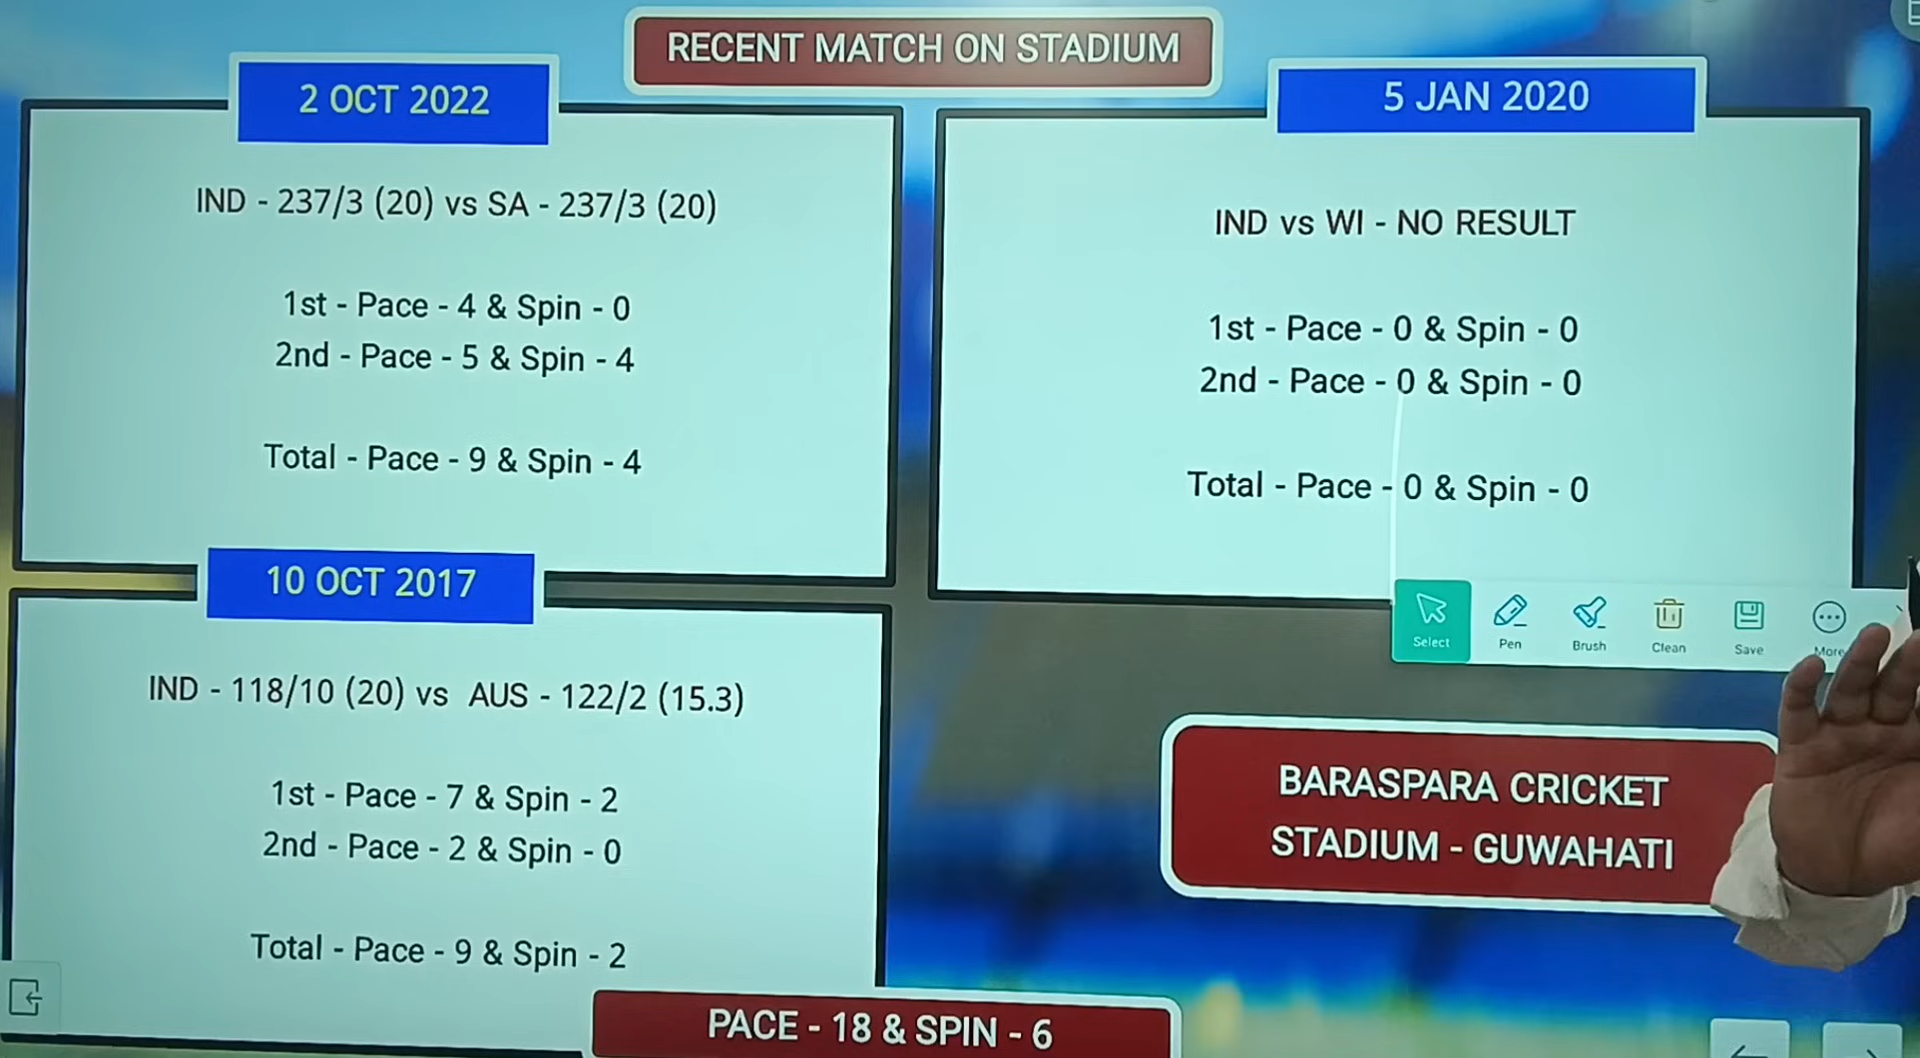 RECENT MATCH ON STADIUM
2 OCT 2022
IND - 237/3 (20) vs SA - 237/3 (20)
1st - Pace - 4 & Spin - 0
2nd - Pace - 5 & Spin - 4
Total - Pace - 9 & Spin - 4
5 JAN 2020
IND vs WI - NO RESULT
1st - Pace - 0 & Spin - 0
2nd - Pace - 0 & Spin - 0
Total - Pace - 0 & Spin - 0
10 OCT 2017
IND - 118/10 (20) vs AUS - 122/2 (15.3)
1st - Pace - 7 & Spin - 2
2nd - Pace - 2 & Spin - 0
Total - Pace - 9 & Spin - 2
Select Pen Brush Clean Save More
BARASPARA CRICKET
STADIUM - GUWAHATI
PACE - 18 & SPIN - 6